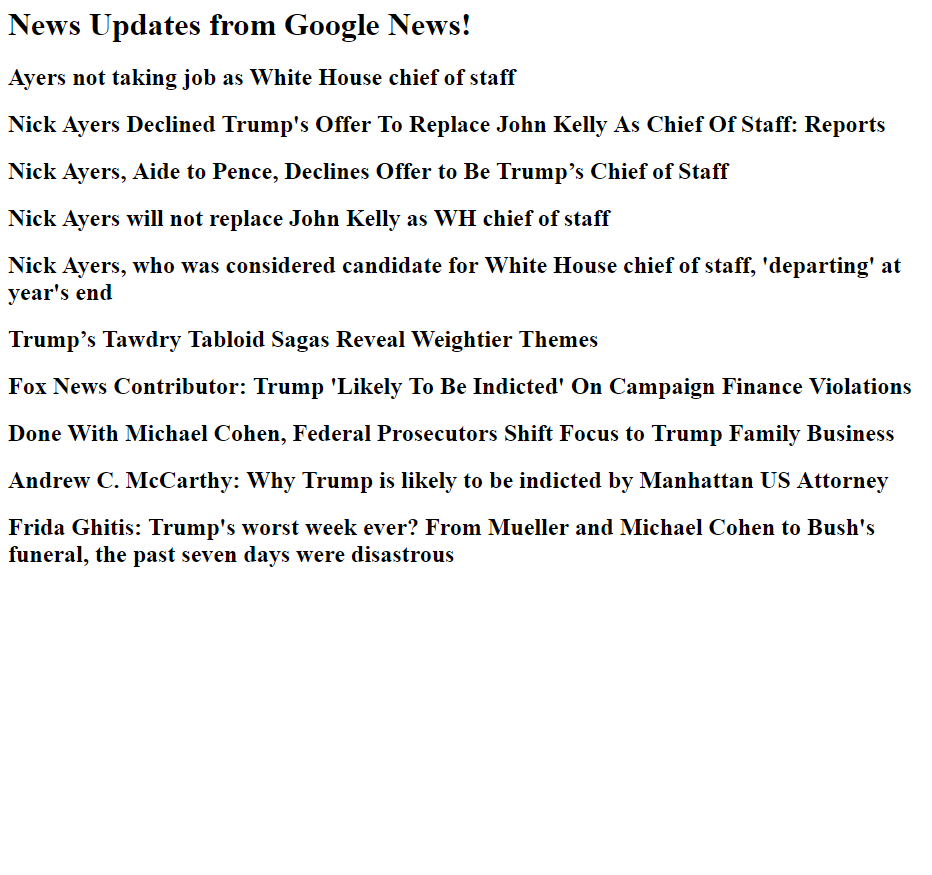 News Updates from Google News!
Ayers not taking job as White House chief of staff
Nick Ayers Declined Trump's Offer To Replace John Kelly As Chief Of Staff: Reports
Nick Ayers, Aide to Pence, Declines Offer to Be Trump’s Chief of Staff
Nick Ayers will not replace John Kelly as WH chief of staff
Nick Ayers, who was considered candidate for White House chief of staff, 'departing' at
year's end
Trump’s Tawdry Tabloid Sagas Reveal Weightier Themes
Fox News Contributor: Trump 'Likely To Be Indicted' On Campaign Finance Violations
Done With Michael Cohen, Federal Prosecutors Shift Focus to Trump Family Business
Andrew C. McCarthy: Why Trump is likely to be indicted by Manhattan US Attorney
Frida Ghitis: Trump's worst week ever? From Mueller and Michael Cohen to Bush's
funeral, the past seven days were disastrous